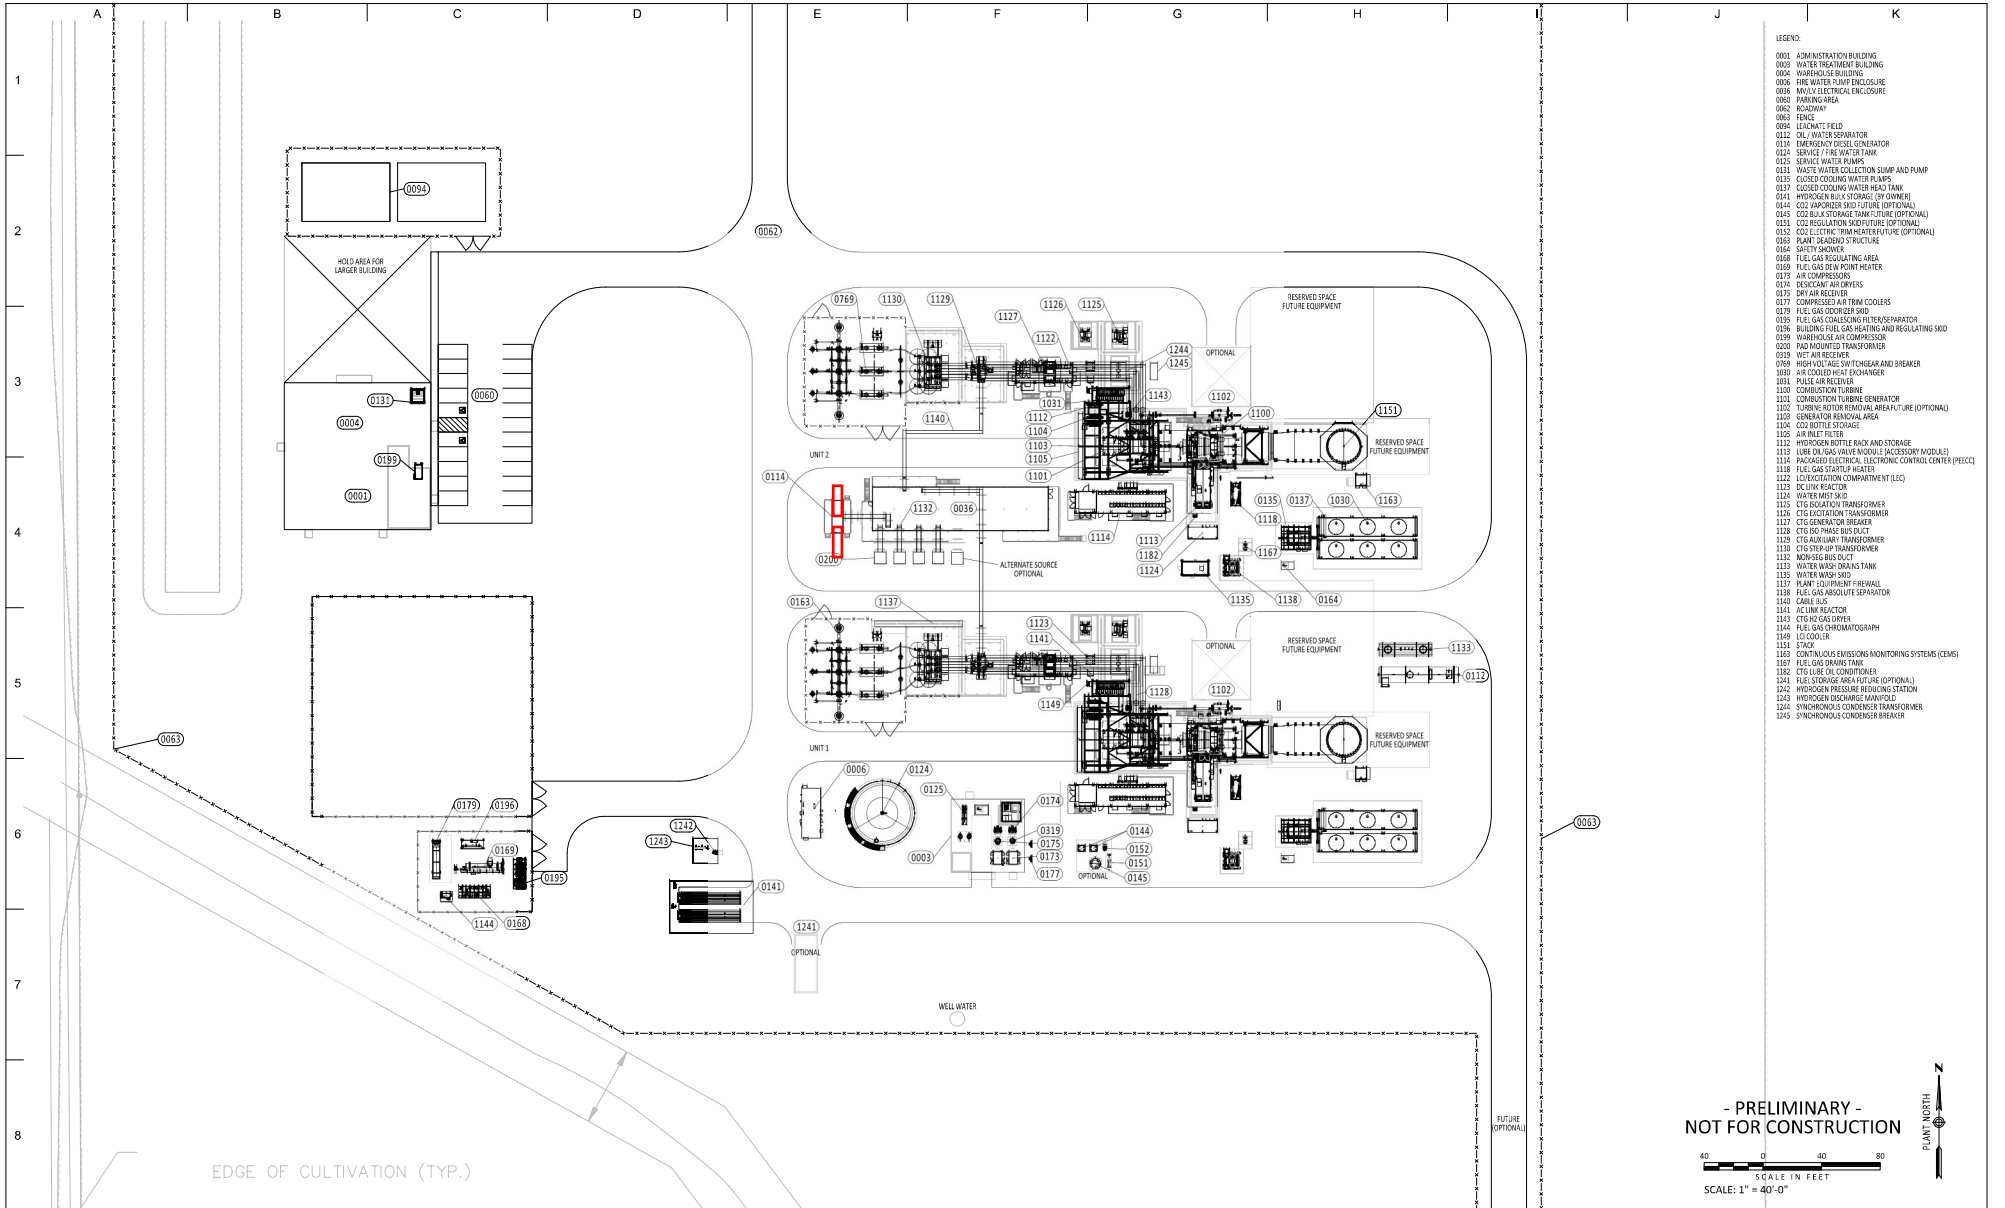 A B C D E F G H I J K
1
2
3
4
5
6
7
8
LEGEND:
0001 ADMINISTRATION BUILDING
0003 WATER TREATMENT BUILDING
0004 WAREHOUSE BUILDING
0006 FIRE WATER PUMP ENCLOSURE
0036 MV/LV ELECTRICAL ENCLOSURE
0060 PARKING AREA
0062 ROADWAY
0063 FENCE
0094 LEACHATE FIELD
0112 OIL / WATER SEPARATOR
0114 EMERGENCY DIESEL GENERATOR
0124 SERVICE / FIRE WATER TANK
0125 SERVICE WATER PUMPS
0131 WASTE WATER COLLECTION SUMP AND PUMP
0135 CLOSED COOLING WATER PUMPS
0137 CLOSED COOLING WATER HEAD TANK
0141 HYDROGEN BULK STORAGE (BY OWNER)
0144 CO2 VAPORIZER SKID FUTURE (OPTIONAL)
0145 CO2 BULK STORAGE TANK FUTURE (OPTIONAL)
0151 CO2 REGULATION SKID FUTURE (OPTIONAL)
0152 CO2 ELECTRIC TRIM HEATER FUTURE (OPTIONAL)
0163 PLANT DEADEND STRUCTURE
0164 SAFETY SHOWER
0168 FUEL GAS REGULATING AREA
0169 FUEL GAS DEW POINT HEATER
0173 AIR COMPRESSORS
0174 DESICCANT AIR DRYERS
0175 DRY AIR RECEIVER
0177 COMPRESSED AIR TRIM COOLERS
0179 FUEL GAS ODORIZER SKID
0195 FUEL GAS COALESCING FILTER/SEPARATOR
0196 BUILDING FUEL GAS HEATING AND REGULATING SKID
0199 WAREHOUSE AIR COMPRESSOR
0200 PAD MOUNTED TRANSFORMER
0319 WET AIR RECEIVER
0769 HIGH VOLTAGE SWITCHGEAR AND BREAKER
1030 AIR COOLED HEAT EXCHANGER
1031 PULSE AIR RECEIVER
1100 COMBUSTION TURBINE
1101 COMBUSTION TURBINE GENERATOR
1102 TURBINE ROTOR REMOVAL AREA FUTURE (OPTIONAL)
1103 GENERATOR REMOVAL AREA
1104 CO2 BOTTLE STORAGE
1105 AIR INLET FILTER
1112 HYDROGEN BOTTLE RACK AND STORAGE
1113 LUBE OIL/GAS VALVE MODULE (ACCESSORY MODULE)
1114 PACKAGED ELECTRICAL, ELECTRONIC CONTROL CENTER (PEECC)
1118 FUEL GAS STARTUP HEATER
1122 LCI/EXCITATION COMPARTMENT (LEC)
1123 DC LINK REACTOR
1124 WATER MIST SKID
1125 CTG ISOLATION TRANSFORMER
1126 CTG EXCITATION TRANSFORMER
1127 CTG GENERATOR BREAKER
1128 CTG ISO PHASE BUS DUCT
1129 CTG AUXILIARY TRANSFORMER
1130 CTG STEP-UP TRANSFORMER
1132 NON-SEG BUS DUCT
1133 WATER WASH DRAINS TANK
1135 WATER WASH SKID
1137 PLANT EQUIPMENT FIREWALL
1138 FUEL GAS ABSOLUTE SEPARATOR
1140 CABLE BUS
1141 AC LINK REACTOR
1143 CTG H2 GAS DRYER
1144 FUEL GAS CHROMATOGRAPH
1149 LCI COOLER
1151 STACK
1163 CONTINUOUS EMISSIONS MONITORING SYSTEMS (CEMS)
1167 FUEL GAS DRAINS TANK
1182 CTG LUBE OIL CONDITIONER
1241 FUEL STORAGE AREA FUTURE (OPTIONAL)
1242 HYDROGEN PRESSURE REDUCING STATION
1243 HYDROGEN DISCHARGE MANIFOLD
1244 SYNCHRONOUS CONDENSER TRANSFORMER
1245 SYNCHRONOUS CONDENSER BREAKER
0094
0062
HOLD AREA FOR
LARGER BUILDING
0131
0004
0060
0199
0001
0769
1130
1129
1127
1126
1125
1122
1244
1245
OPTIONAL
RESERVED SPACE
FUTURE EQUIPMENT
1031
1143
1102
1140
1112
1104
1100
1151
1103
1105
1101
RESERVED SPACE
FUTURE EQUIPMENT
UNIT 2
0114
1132
0036
1114
1113
1182
1124
1118
0135
0137
1030
1163
1167
0200
ALTERNATE SOURCE
OPTIONAL
1135
1138
0164
0163
1137
1123
1141
OPTIONAL
RESERVED SPACE
FUTURE EQUIPMENT
1133
0112
1128
1102
1149
RESERVED SPACE
FUTURE EQUIPMENT
UNIT 1
0063
0006
0124
0125
0174
0319
0175
0173
0177
0003
0144
0152
0151
0145
OPTIONAL
0063
0179
0196
0169
0195
1144
0168
1242
1243
0141
1241
OPTIONAL
WELL WATER
FUTURE
(OPTIONAL)
EDGE OF CULTIVATION (TYP.)
- PRELIMINARY -
NOT FOR CONSTRUCTION
N
PLANT NORTH
40 0 40 80
SCALE IN FEET
SCALE: 1" = 40'-0"